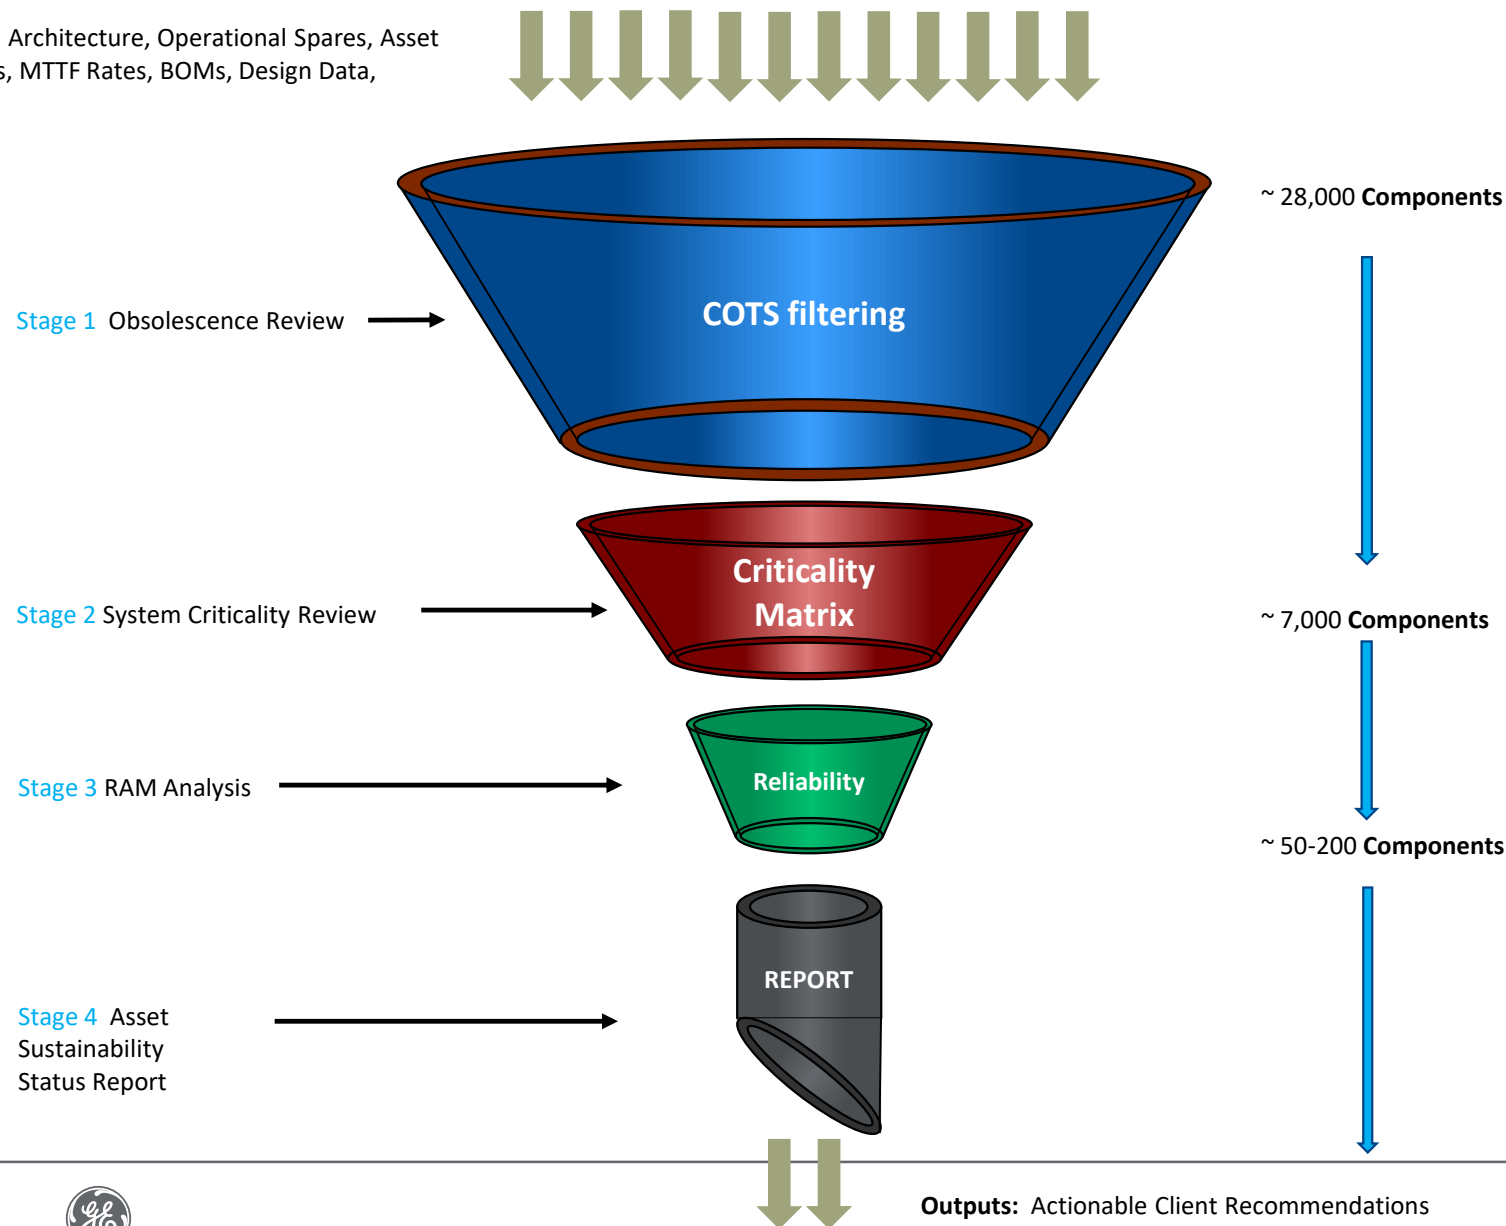 Architecture, Operational Spares, Asset
s, MTTF Rates, BOMs, Design Data,
~ 28,000 Components
COTS filtering
Stage 1 Obsolescence Review
Criticality
Matrix
Stage 2 System Criticality Review
~ 7,000 Components
Reliability
Stage 3 RAM Analysis
~ 50-200 Components
REPORT
Stage 4 Asset
Sustainability
Status Report
GE
Outputs: Actionable Client Recommendations